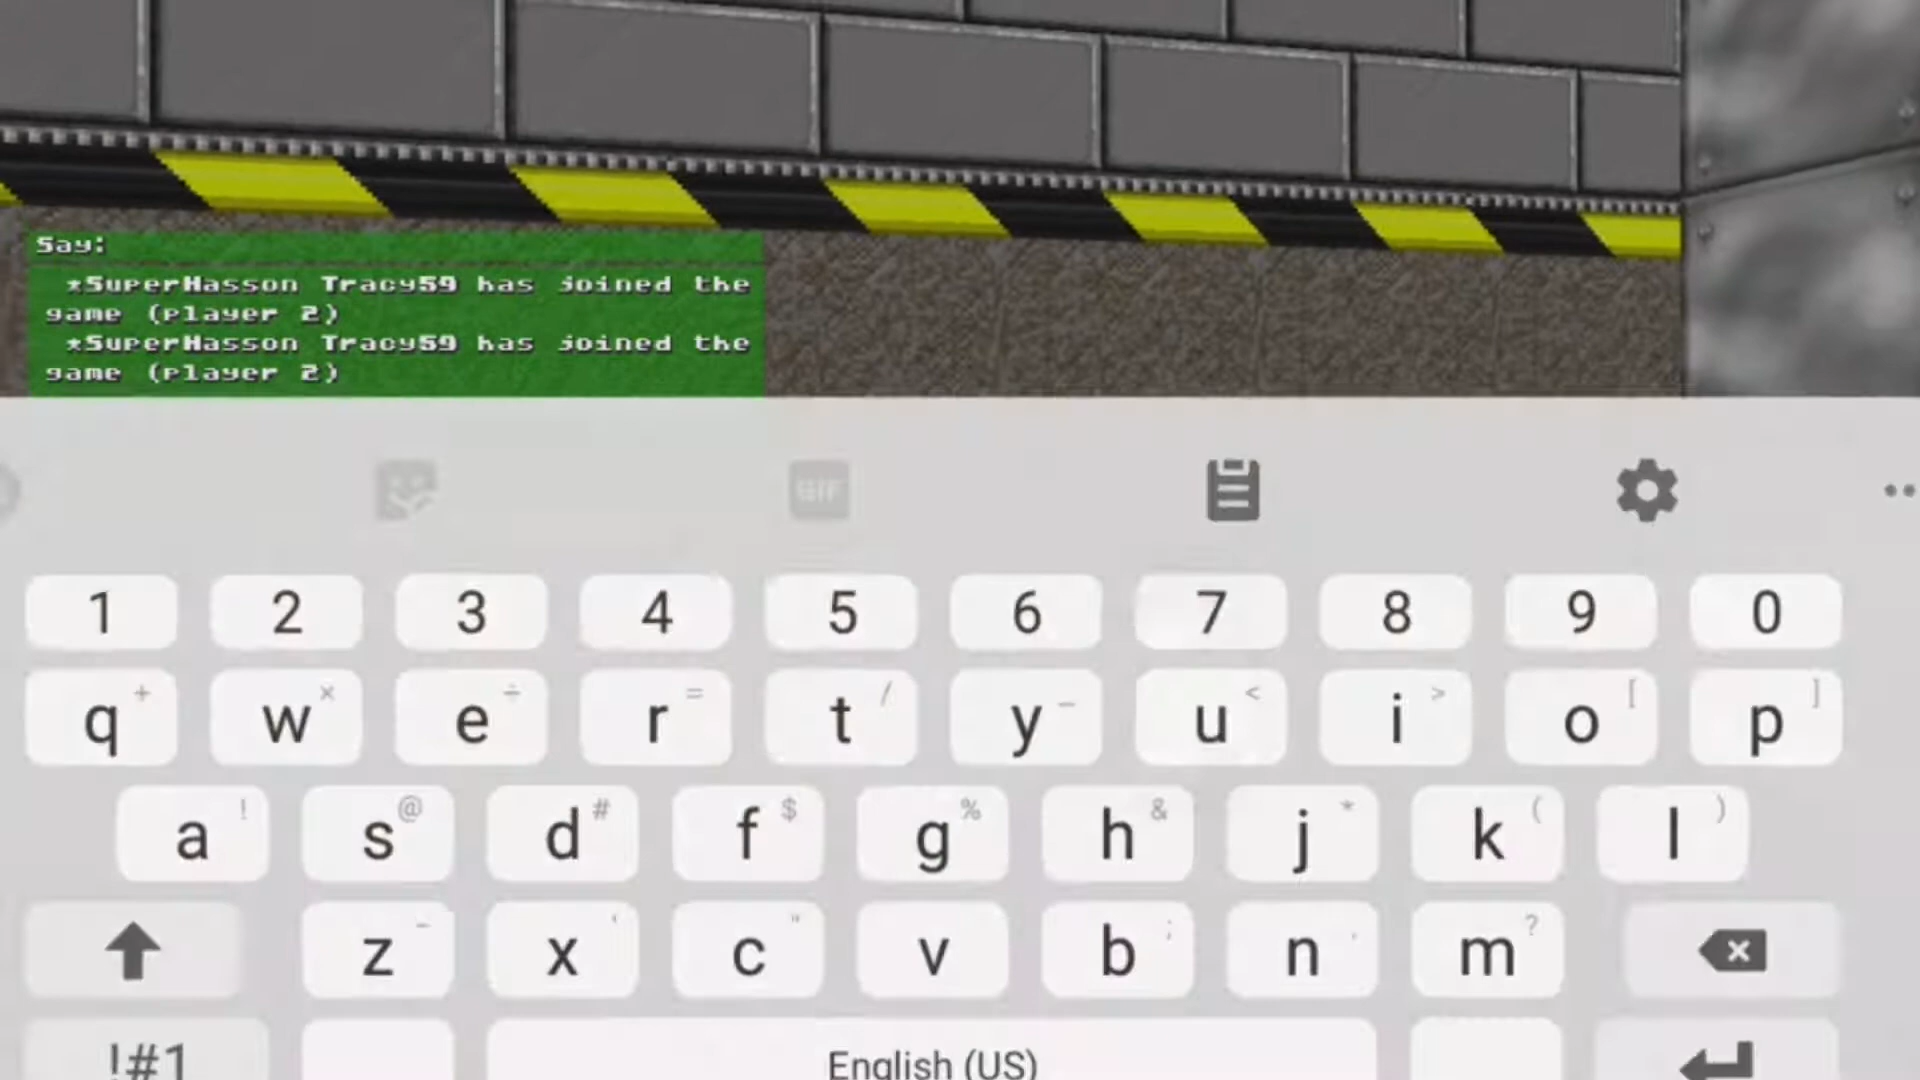 Say:
*SuperHasson Tracy59 has joined the
game (player 2)
*SuperHasson Tracy59 has joined the
game (player 2)
GIF
1 2 3 4 5 6 7 8 9 0
q + w × e ÷ r = t / y _ u < i > o [ p ]
a ! s @ d # f $ g % h & j * k ( l )
z - x ' c " v b ; n , m ?
!#1 English (US)